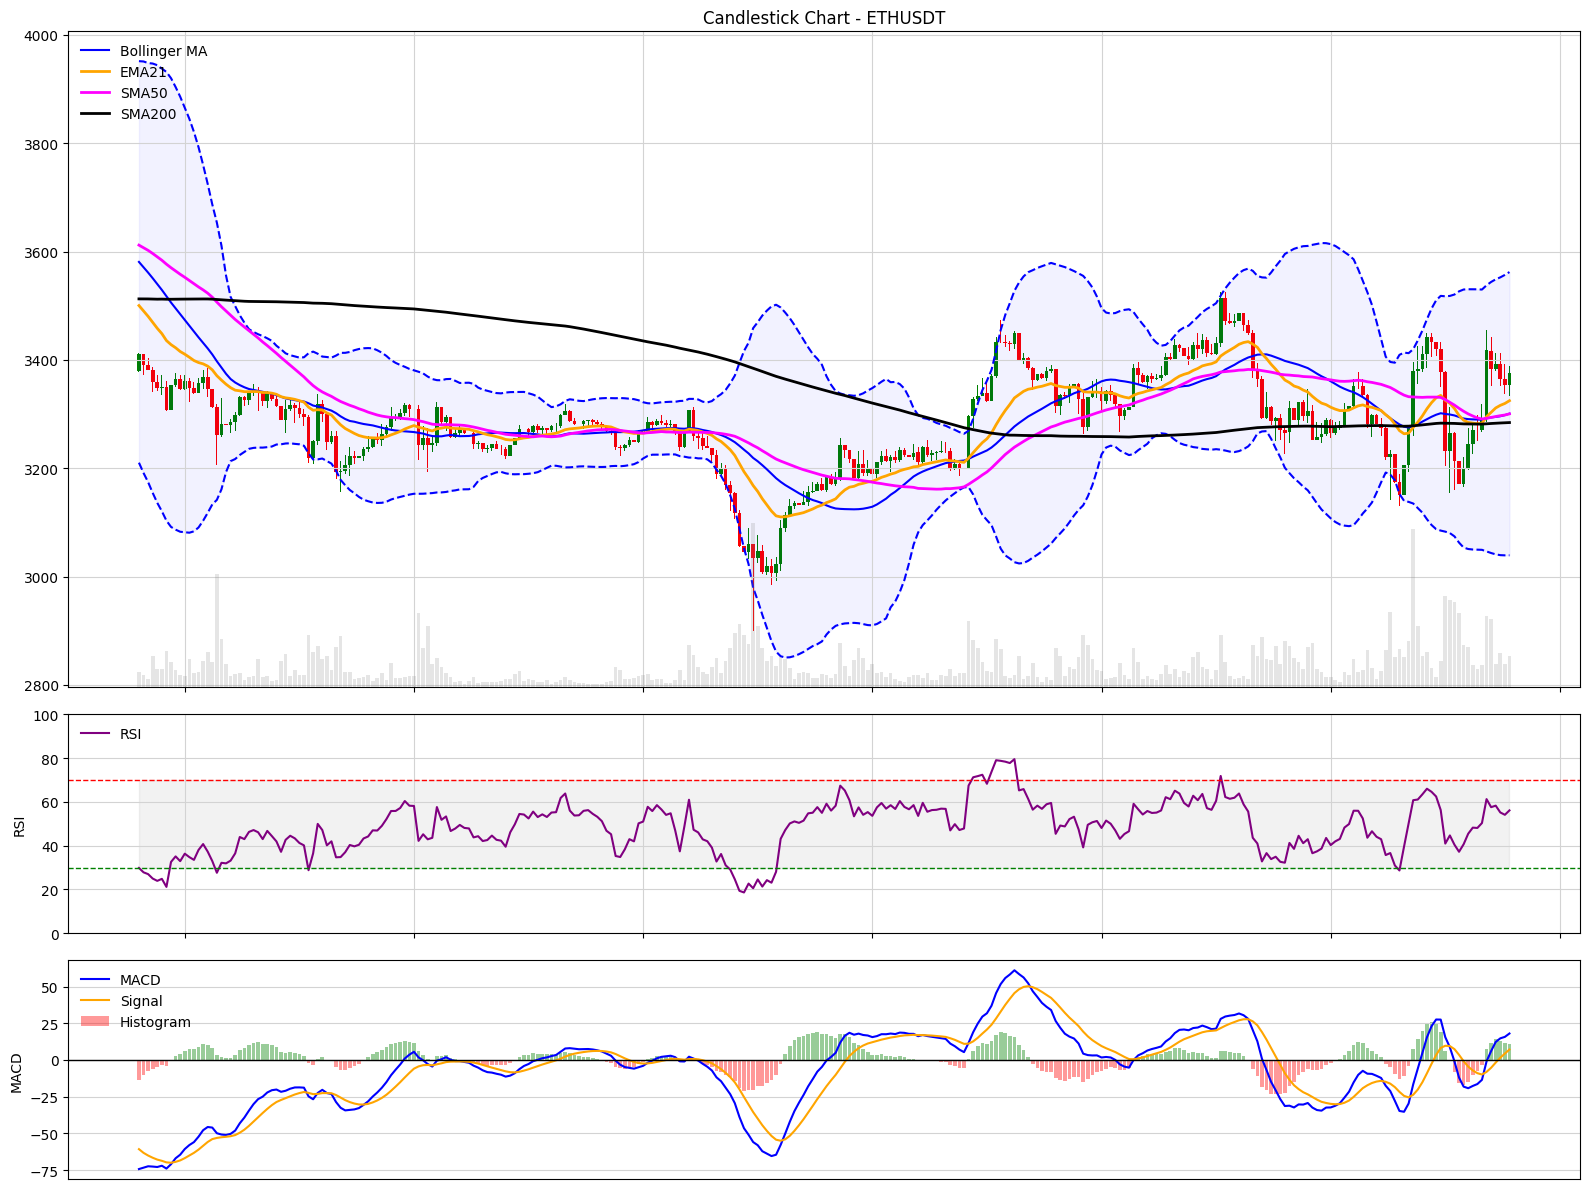 Candlestick Chart - ETHUSDT
4000
3800
3600
3400
3200
3000
2800
Bollinger MA
EMA21
SMA50
SMA200
RSI
100
80
60
40
20
0
RSI
MACD
50
25
0
−25
−50
−75
MACD
Signal
Histogram